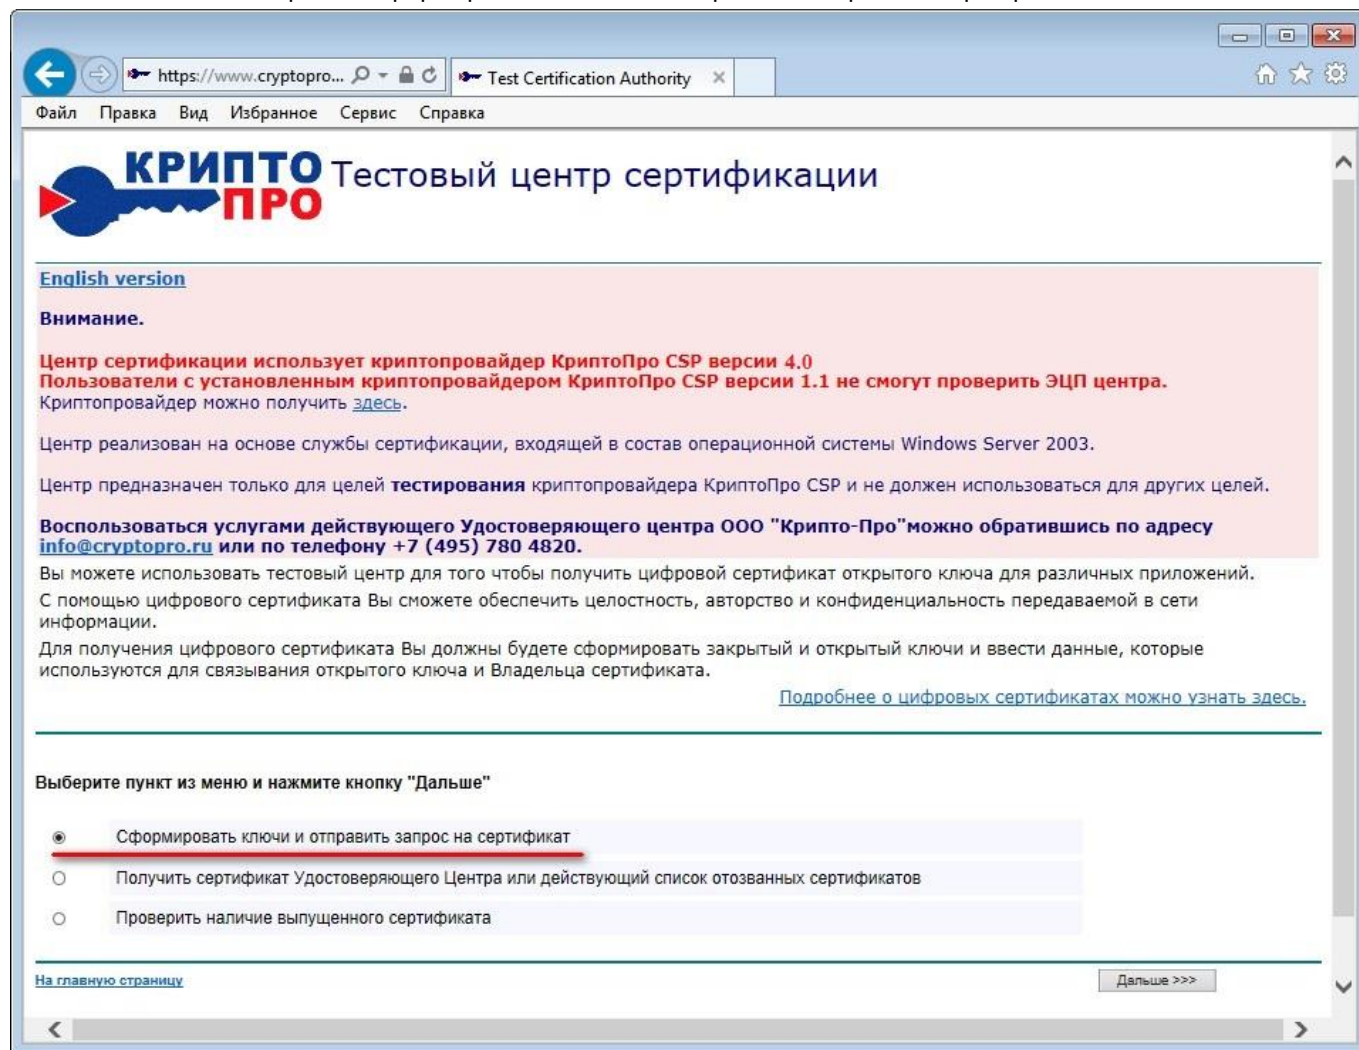 https://www.cryptopro...
Test Certification Authority
Файл Правка Вид Избранное Сервис Справка
КРИПТО
ПРО
Тестовый центр сертификации
English version
Внимание.
Центр сертификации использует криптопровайдер КриптоПро CSP версии 4.0
Пользователи с установленным криптопровайдером КриптоПро CSP версии 1.1 не смогут проверить ЭЦП центра.
Криптопровайдер можно получить здесь.
Центр реализован на основе службы сертификации, входящей в состав операционной системы Windows Server 2003.
Центр предназначен только для целей тестирования криптопровайдера КриптоПро CSP и не должен использоваться для других целей.
Воспользоваться услугами действующего Удостоверяющего центра ООО "Крипто-Про"можно обратившись по адресу
info@cryptopro.ru или по телефону +7 (495) 780 4820.
Вы можете использовать тестовый центр для того чтобы получить цифровой сертификат открытого ключа для различных приложений.
С помощью цифрового сертификата Вы сможете обеспечить целостность, авторство и конфиденциальность передаваемой в сети
информации.
Для получения цифрового сертификата Вы должны будете сформировать закрытый и открытый ключи и ввести данные, которые
используются для связывания открытого ключа и Владельца сертификата.
Подробнее о цифровых сертификатах можно узнать здесь.
Выберите пункт из меню и нажмите кнопку "Дальше"
Сформировать ключи и отправить запрос на сертификат
Получить сертификат Удостоверяющего Центра или действующий список отозванных сертификатов
Проверить наличие выпущенного сертификата
На главную страницу
Дальше >>>